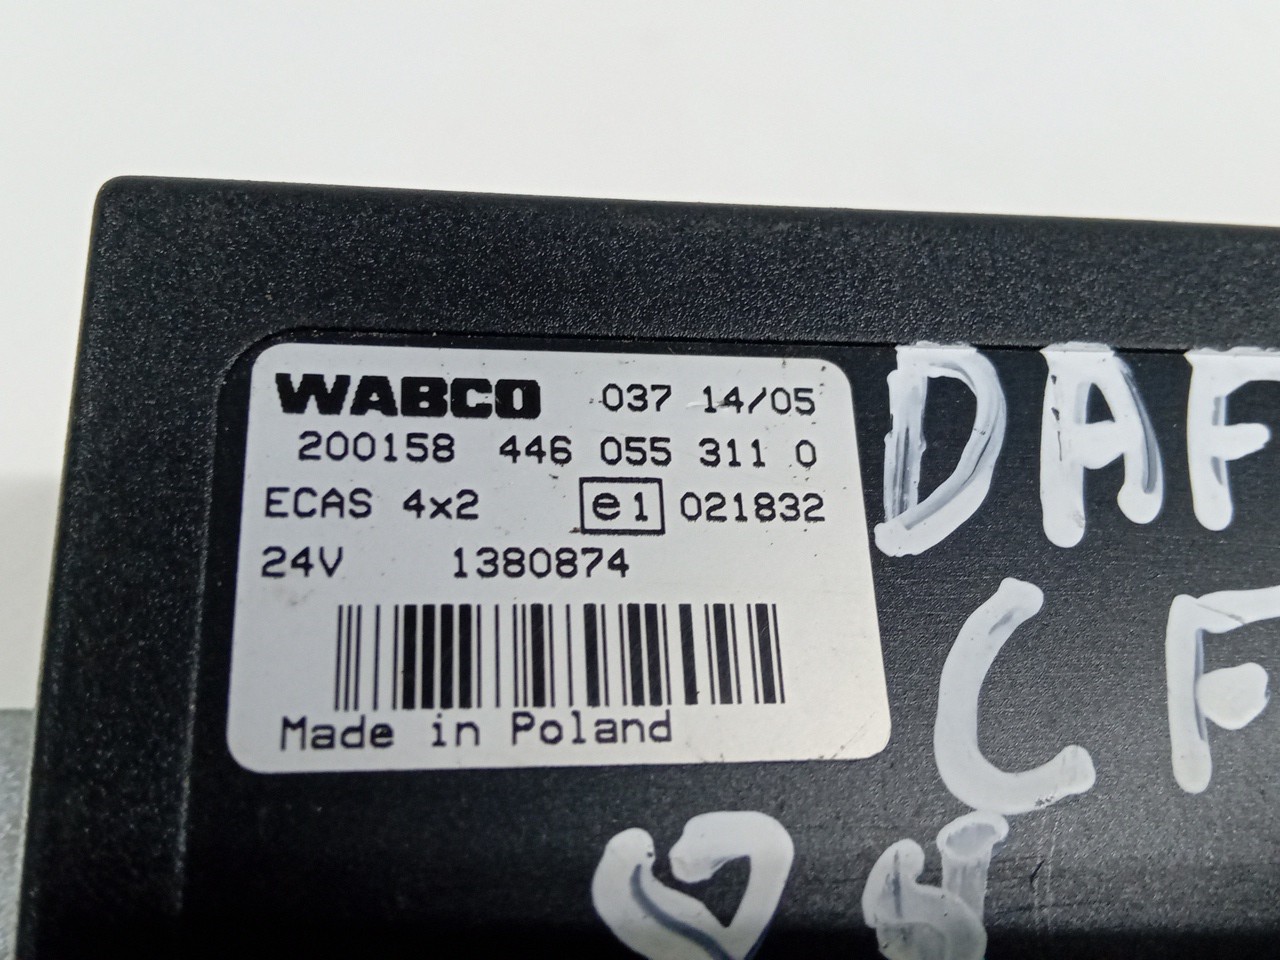 WABCO 037 14/05
200158 446 055 311 0
ECAS 4x2 e1 021832
24V 1380874
Made in Poland
DAF
CF